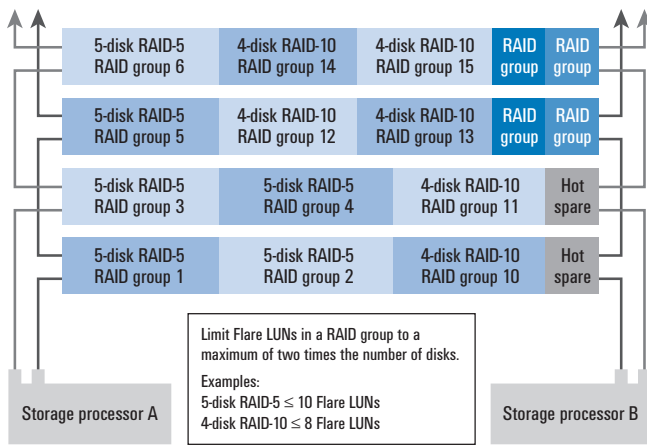 5-disk RAID-5
RAID group 6
4-disk RAID-10
RAID group 14
4-disk RAID-10
RAID group 15
RAID
group
RAID
group
5-disk RAID-5
RAID group 5
4-disk RAID-10
RAID group 12
4-disk RAID-10
RAID group 13
RAID
group
RAID
group
5-disk RAID-5
RAID group 3
5-disk RAID-5
RAID group 4
4-disk RAID-10
RAID group 11
Hot
spare
5-disk RAID-5
RAID group 1
5-disk RAID-5
RAID group 2
4-disk RAID-10
RAID group 10
Hot
spare
Limit Flare LUNs in a RAID group to a
maximum of two times the number of disks.
Examples:
5-disk RAID-5 ≤ 10 Flare LUNs
4-disk RAID-10 ≤ 8 Flare LUNs
Storage processor A
Storage processor B